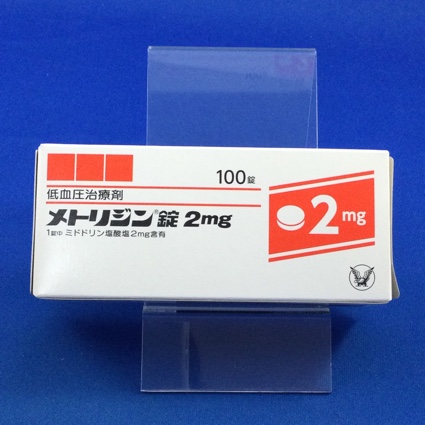 100錠
低血圧治療剤
メトリジン®錠 2mg
1錠中 ミドドリン塩酸塩2mg含有
2mg